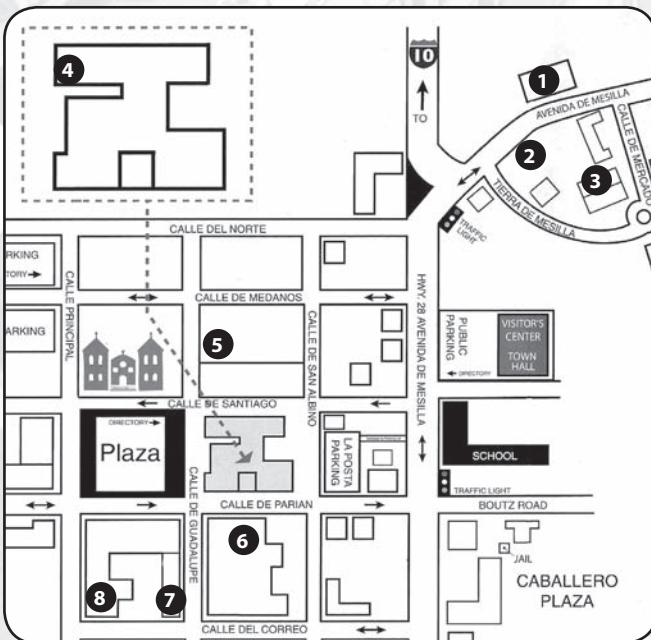 4
10
TO
1
AVENIDA DE MESILLA
2
3
CALLE DE MERCADO
TIERRA DE MESILLA
TRAFFIC
LIGHT
CALLE DEL NORTE
RKING
TORY→
CALLE PRINCIPAL
CALLE DE MEDANOS
ARKING
5
CALLE DE SAN ALBINO
HWY. 28 AVENIDA DE MESILLA
PUBLIC
PARKING
← DIRECTORY
VISITOR'S
CENTER
TOWN
HALL
CALLE DE SANTIAGO
DIRECTORY→
Plaza
LA POSTA
PARKING
SCHOOL
TRAFFIC LIGHT
CALLE DE GUADALUPE
CALLE DE PARIAN
BOUTZ ROAD
6
JAIL
CABALLERO
PLAZA
8
7
CALLE DEL CORREO